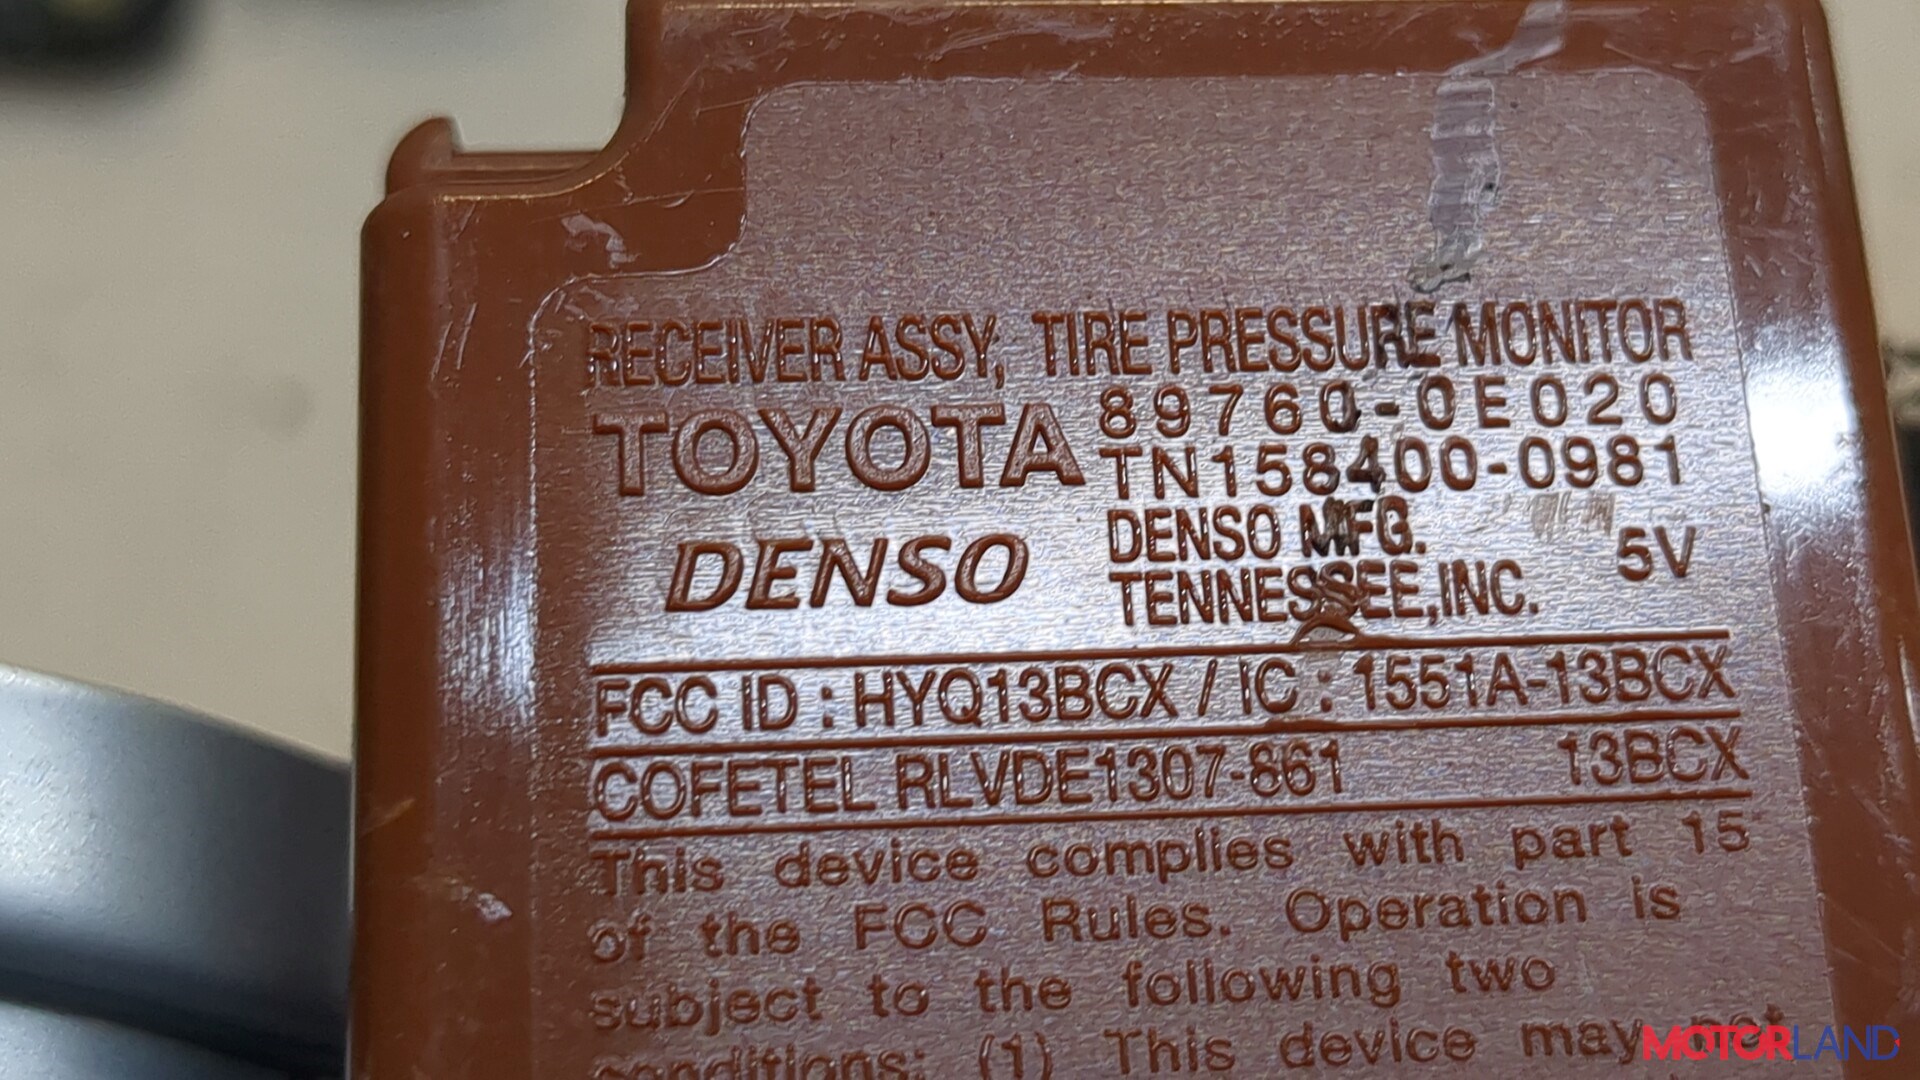 RECEIVER ASSY, TIRE PRESSURE MONITOR
TOYOTA
89760-0E020
TN158400-0981
DENSO
DENSO MFG.
TENNESSEE, INC.
5V
FCC ID : HYQ13BCX / IC : 1551A-13BCX
COFETEL RLVDE1307-861 13BCX
This device complies with part 15
of the FCC Rules. Operation is
subject to the following two
conditions: (1) This device may not
MOTORLAND